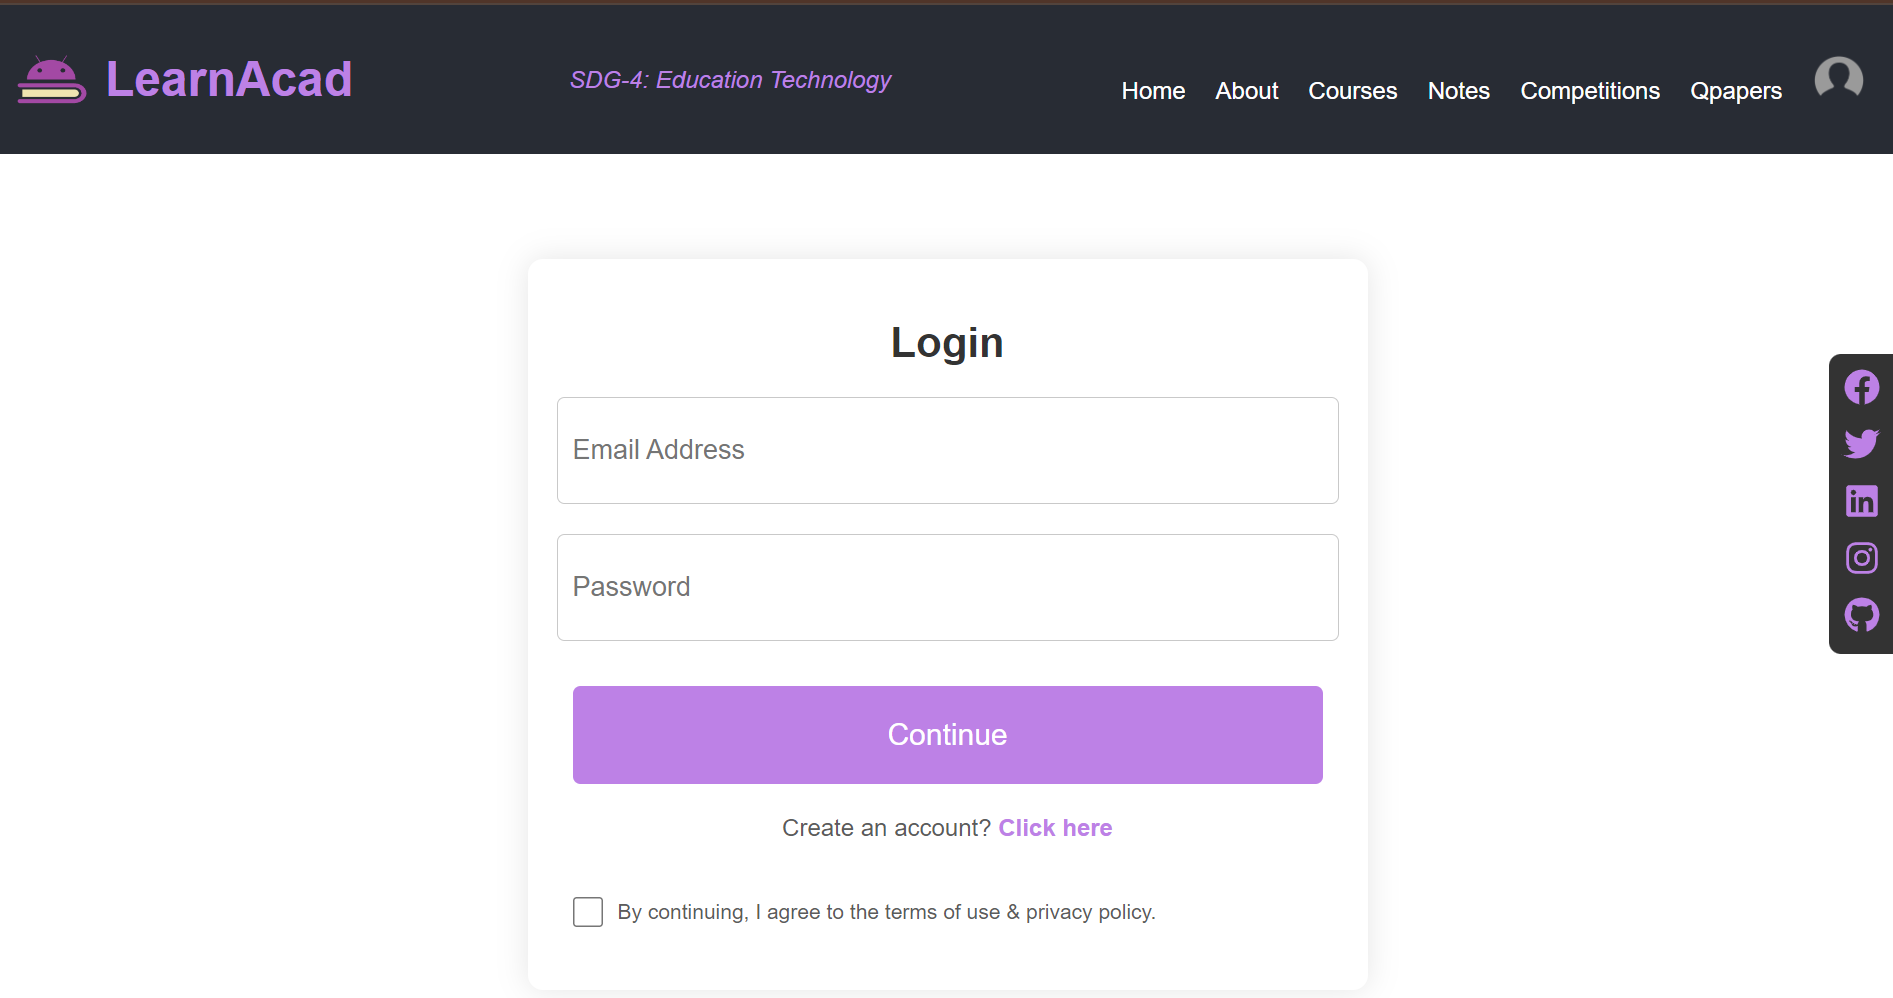 LearnAcad
SDG-4: Education Technology
Home About Courses Notes Competitions Qpapers
Login
Email Address
Password
Continue
Create an account? Click here
By continuing, I agree to the terms of use & privacy policy.